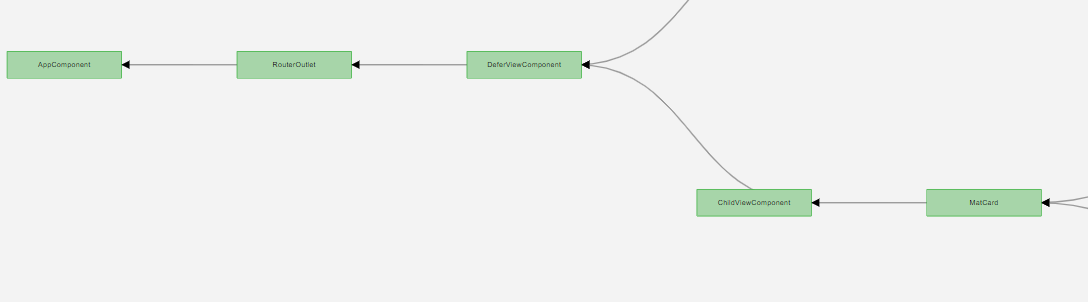 AppComponent
RouterOutlet
DeferViewComponent
ChildViewComponent
MatCard